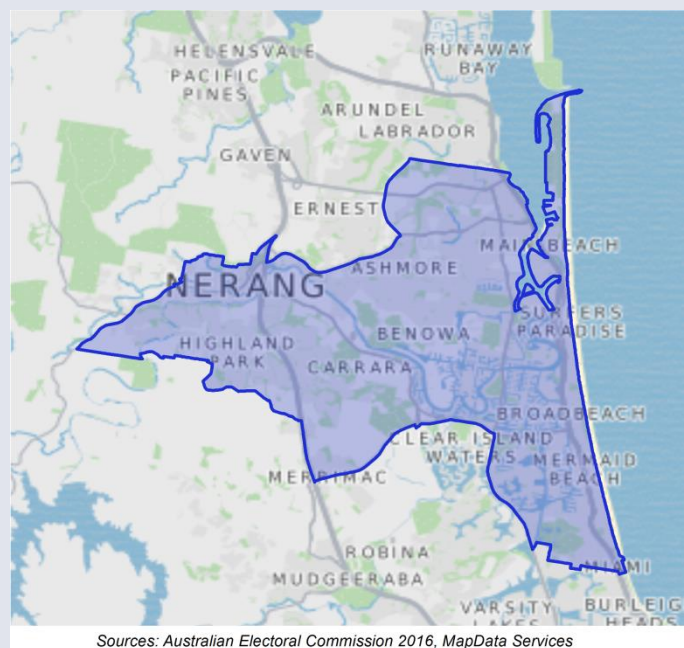 HELENSVALE
RUNAWAY
BAY
PACIFIC
PINES
ARUNDEL
LABRADOR
GAVEN
ERNEST
MAIN BEACH
ASHMORE
NERANG
SURFERS
PARADISE
BENOWA
HIGHLAND
PARK
CARRARA
BROADBEACH
CLEAR ISLAND
WATERS
MERMAID
BEACH
MERRIMAC
ROBINA
MIAMI
MUDGEERABA
VARSITY
LAKES
BURLEIGH
HEADS
Sources: Australian Electoral Commission 2016, MapData Services